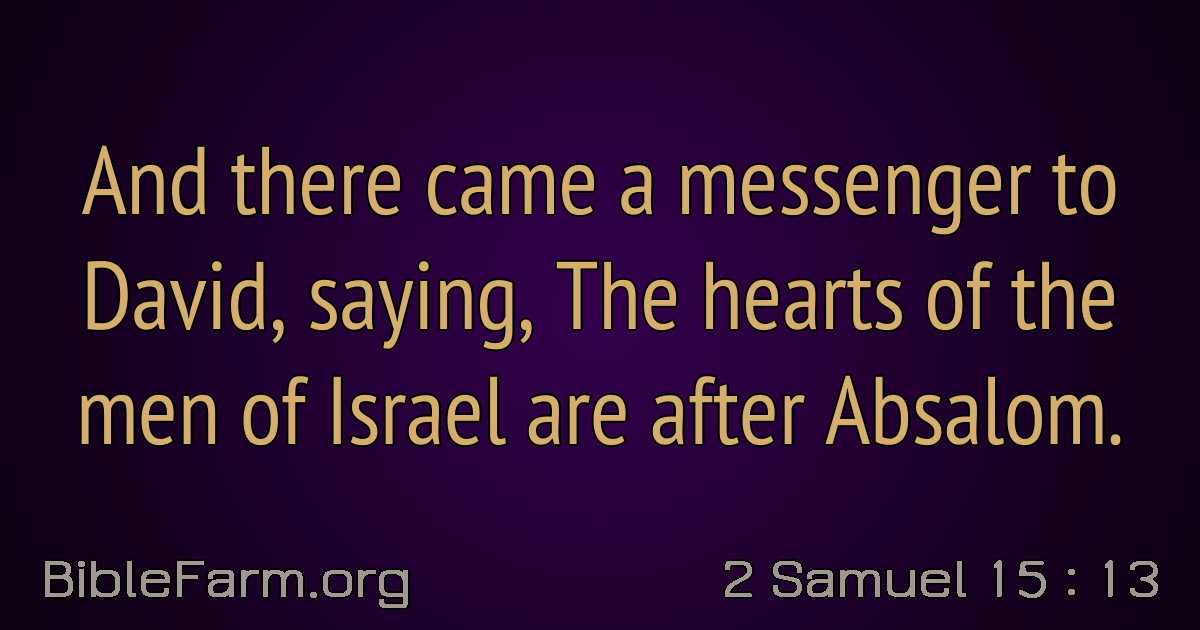 And there came a messenger to
David, saying, The hearts of the
men of Israel are after Absalom.
BibleFarm.org
2 Samuel 15 : 13